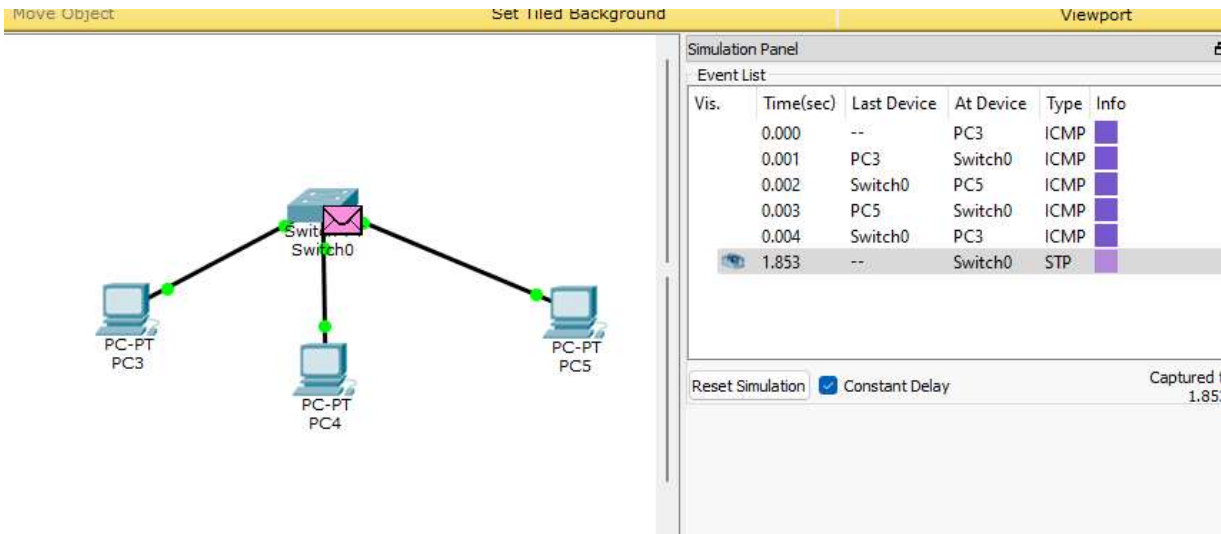 Move Object Set Tiled Background Viewport
Simulation Panel
Event List
Vis. Time(sec) Last Device At Device Type Info
0.000 -- PC3 ICMP
0.001 PC3 Switch0 ICMP
0.002 Switch0 PC5 ICMP
0.003 PC5 Switch0 ICMP
0.004 Switch0 PC3 ICMP
1.853 -- Switch0 STP
Reset Simulation Constant Delay Captured
1.853
Switch0
PC-PT
PC3
PC-PT
PC4
PC-PT
PC5